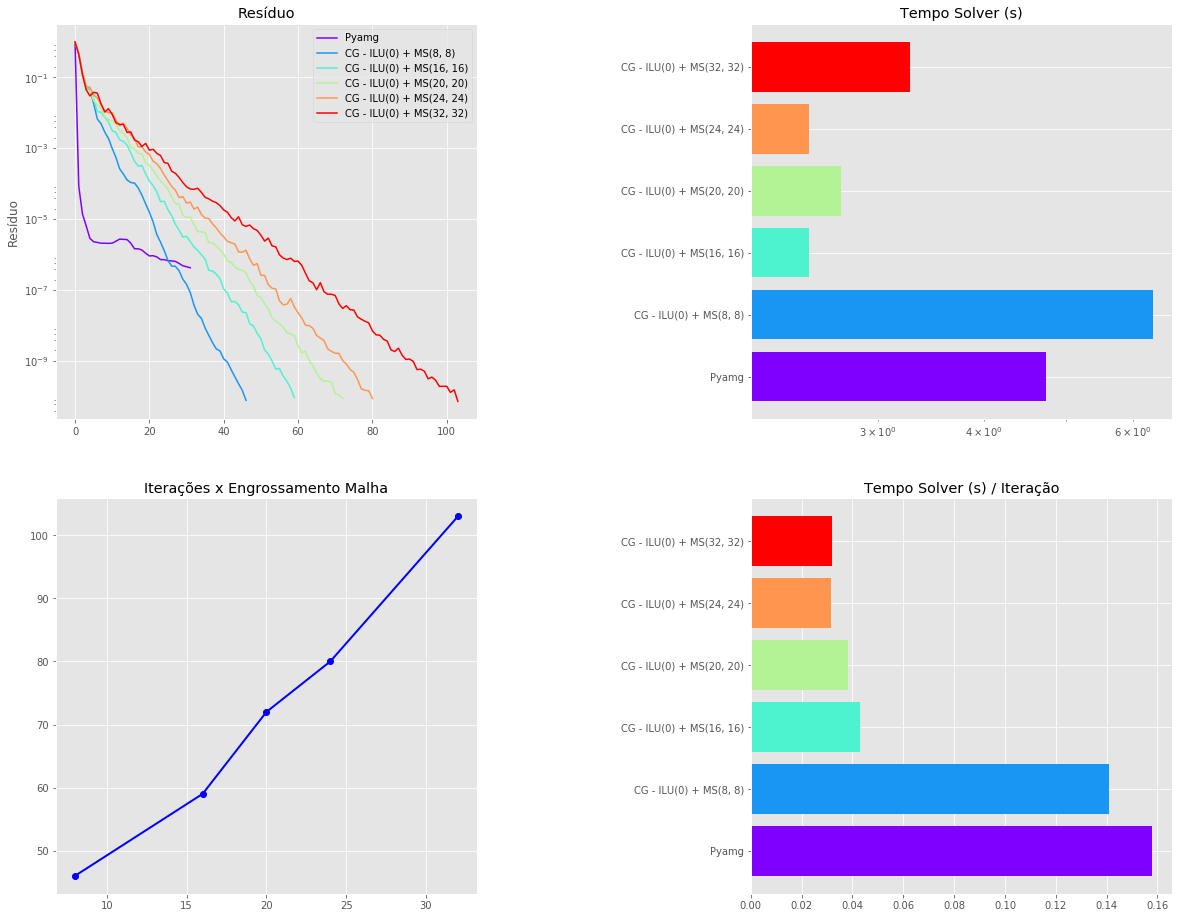 Resíduo
Resíduo
10⁻¹
10⁻³
10⁻⁵
10⁻⁷
10⁻⁹
0 20 40 60 80 100
Pyamg
CG - ILU(0) + MS(8, 8)
CG - ILU(0) + MS(16, 16)
CG - ILU(0) + MS(20, 20)
CG - ILU(0) + MS(24, 24)
CG - ILU(0) + MS(32, 32)
Tempo Solver (s)
CG - ILU(0) + MS(32, 32)
CG - ILU(0) + MS(24, 24)
CG - ILU(0) + MS(20, 20)
CG - ILU(0) + MS(16, 16)
CG - ILU(0) + MS(8, 8)
Pyamg
3 × 10⁰ 4 × 10⁰ 6 × 10⁰
Iterações x Engrossamento Malha
100
90
80
70
60
50
10 15 20 25 30
Tempo Solver (s) / Iteração
CG - ILU(0) + MS(32, 32)
CG - ILU(0) + MS(24, 24)
CG - ILU(0) + MS(20, 20)
CG - ILU(0) + MS(16, 16)
CG - ILU(0) + MS(8, 8)
Pyamg
0.00 0.02 0.04 0.06 0.08 0.10 0.12 0.14 0.16